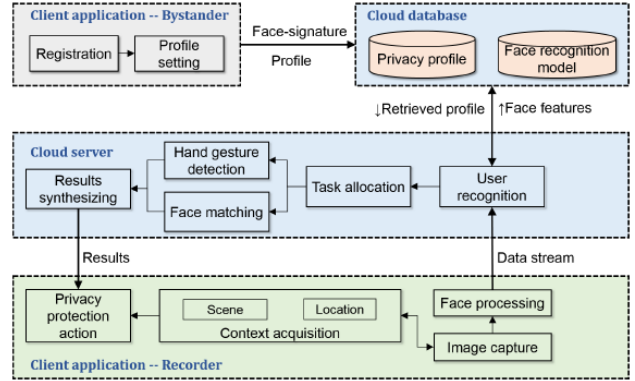 Client application -- Bystander
Registration
Profile
setting
Face-signature
Profile
Cloud database
Privacy profile
Face recognition
model
↓Retrieved profile
↑Face features
Cloud server
Hand gesture
detection
Results
synthesizing
Face matching
Task allocation
User
recognition
Results
Data stream
Privacy
protection
action
Scene
Location
Context acquisition
Face processing
Image capture
Client application -- Recorder